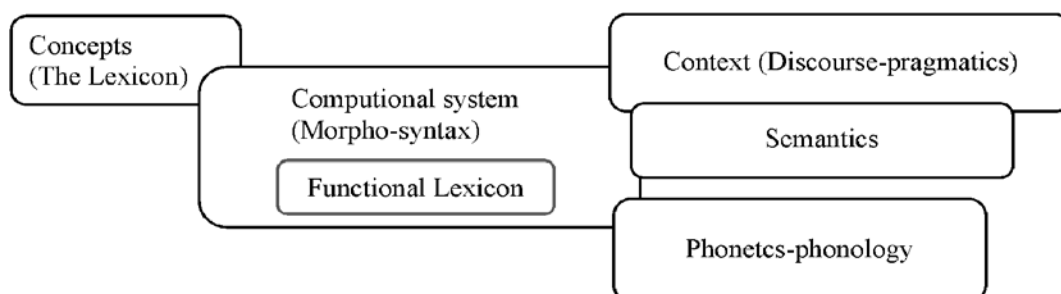 Concepts
(The Lexicon)
Context (Discourse-pragmatics)
Computional system
(Morpho-syntax)
Semantics
Functional Lexicon
Phonetcs-phonology